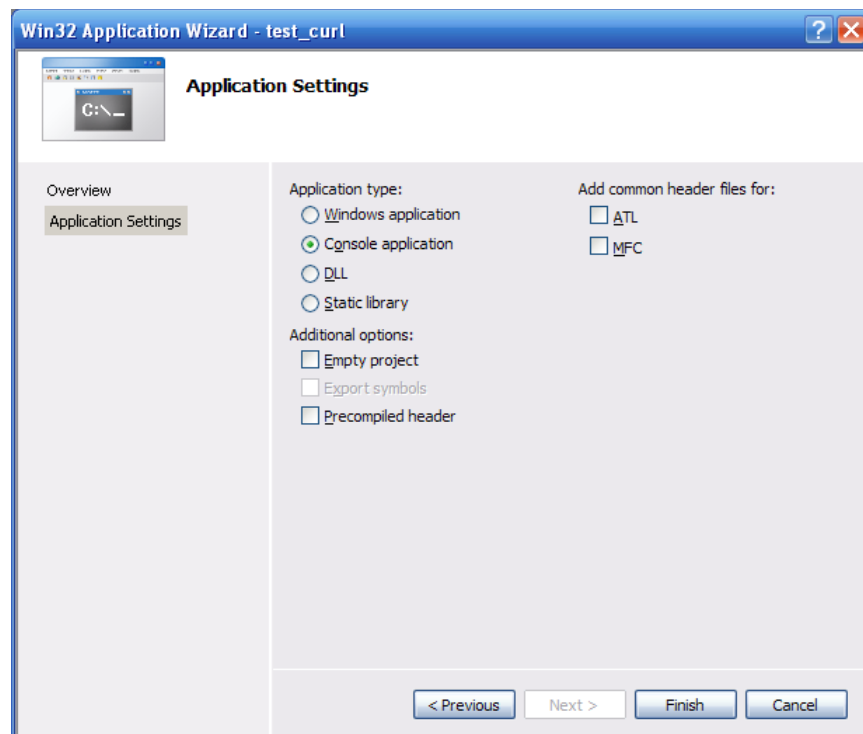 Win32 Application Wizard - test_curl
C:\_
Application Settings
Overview
Application Settings
Application type:
Windows application
Console application
DLL
Static library
Additional options:
Empty project
Export symbols
Precompiled header
Add common header files for:
ATL
MFC
< Previous
Next >
Finish
Cancel